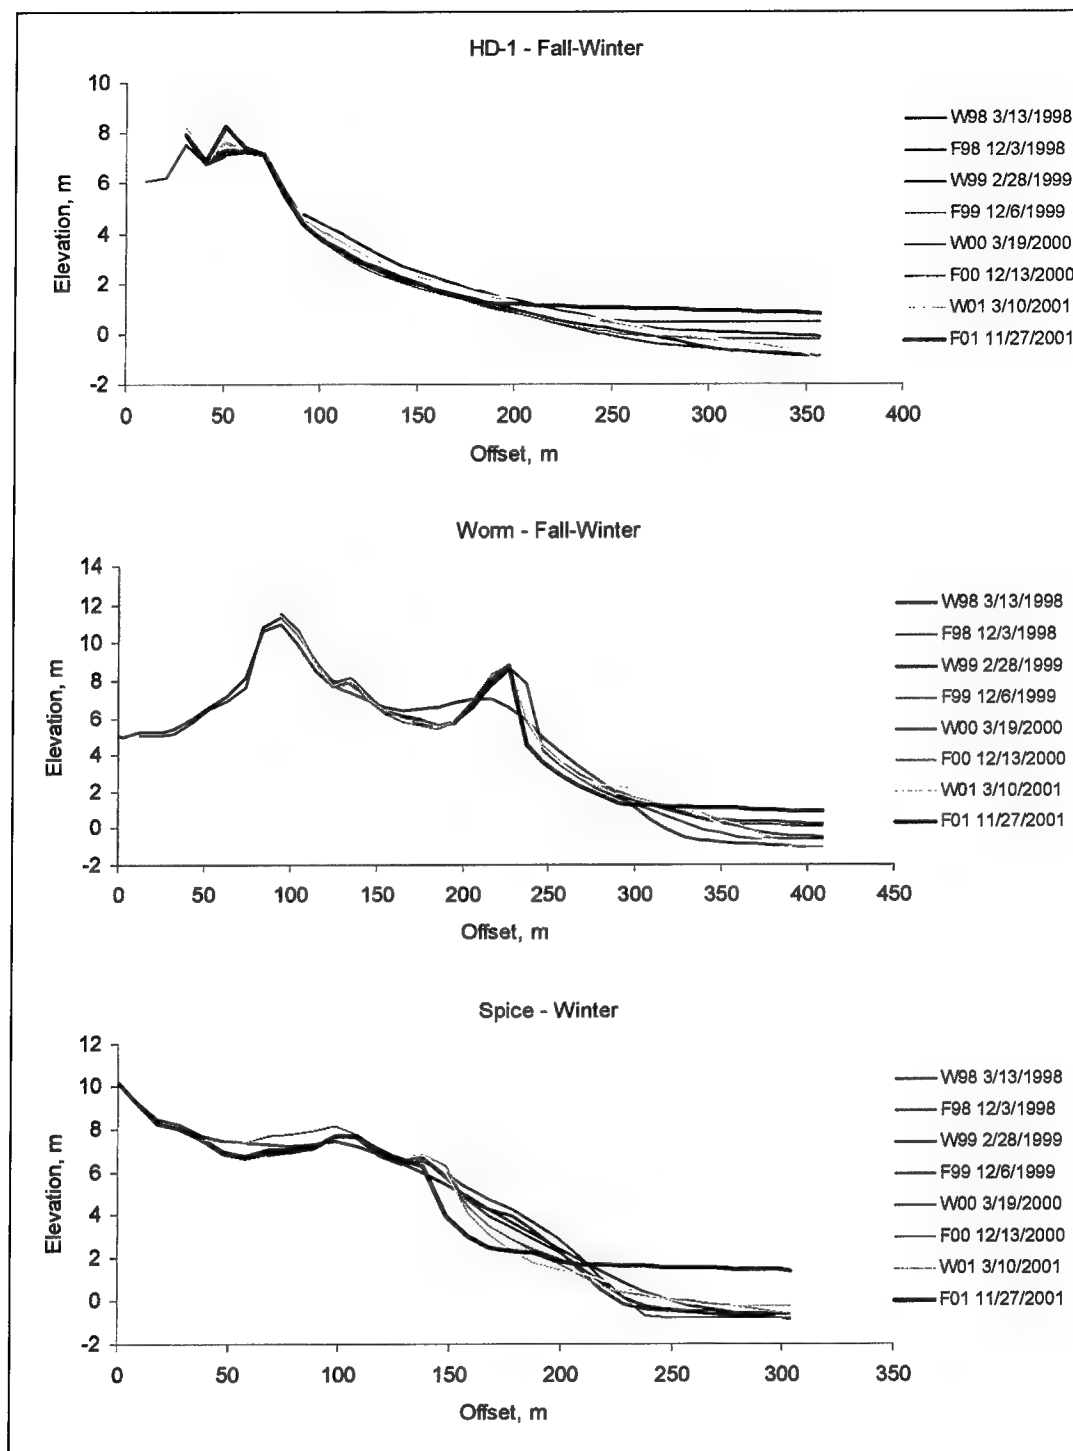 HD-1 - Fall-Winter
10
8
6
4
2
0
-2
Elevation, m
0 50 100 150 200 250 300 350 400
Offset, m
W98 3/13/1998
F98 12/3/1998
W99 2/28/1999
F99 12/6/1999
W00 3/19/2000
F00 12/13/2000
W01 3/10/2001
F01 11/27/2001
Worm - Fall-Winter
14
12
10
8
6
4
2
0
-2
Elevation, m
0 50 100 150 200 250 300 350 400 450
Offset, m
W98 3/13/1998
F98 12/3/1998
W99 2/28/1999
F99 12/6/1999
W00 3/19/2000
F00 12/13/2000
W01 3/10/2001
F01 11/27/2001
Spice - Winter
12
10
8
6
4
2
0
-2
Elevation, m
0 50 100 150 200 250 300 350
Offset, m
W98 3/13/1998
F98 12/3/1998
W99 2/28/1999
F99 12/6/1999
W00 3/19/2000
F00 12/13/2000
W01 3/10/2001
F01 11/27/2001